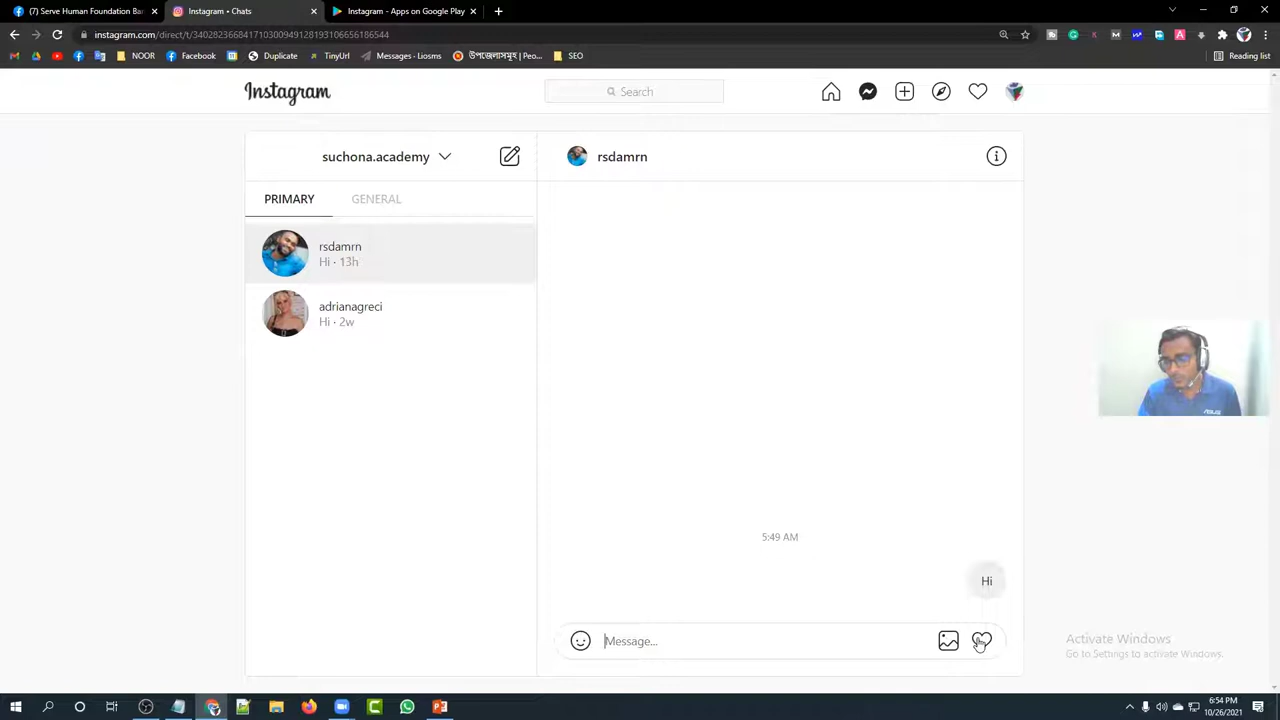 (7) Serve Human Foundation Ba
Instagram • Chats
Instagram - Apps on Google Play
instagram.com/direct/t/340282366841710300949128193106656186544
NOOR
Facebook
Duplicate
TinyUrl
Messages - Liosms
উপজেলাসমূহ | Peo...
SEO
Reading list
Instagram
Search
suchona.academy
rsdamrn
PRIMARY
GENERAL
rsdamrn
Hi · 13h
adrianagreci
Hi · 2w
5:49 AM
Hi
Message...
Activate Windows
Go to Settings to activate Windows.
6:54 PM
10/26/2021